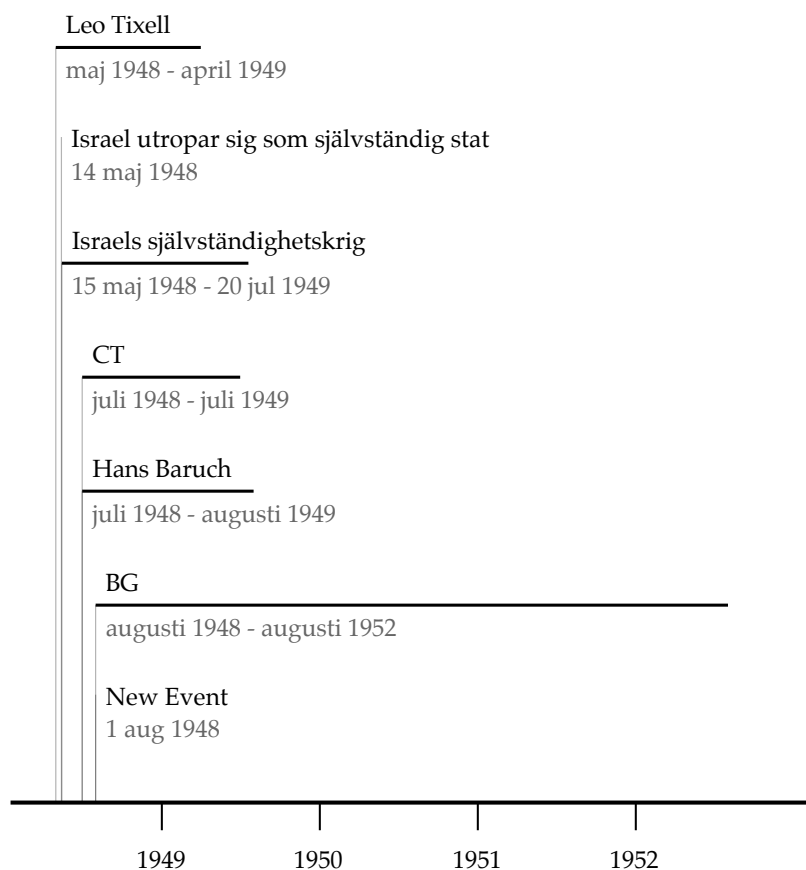 Leo Tixell
maj 1948 - april 1949
Israel utropar sig som självständig stat
14 maj 1948
Israels självständighetskrig
15 maj 1948 - 20 jul 1949
CT
juli 1948 - juli 1949
Hans Baruch
juli 1948 - augusti 1949
BG
augusti 1948 - augusti 1952
New Event
1 aug 1948
1949 1950 1951 1952